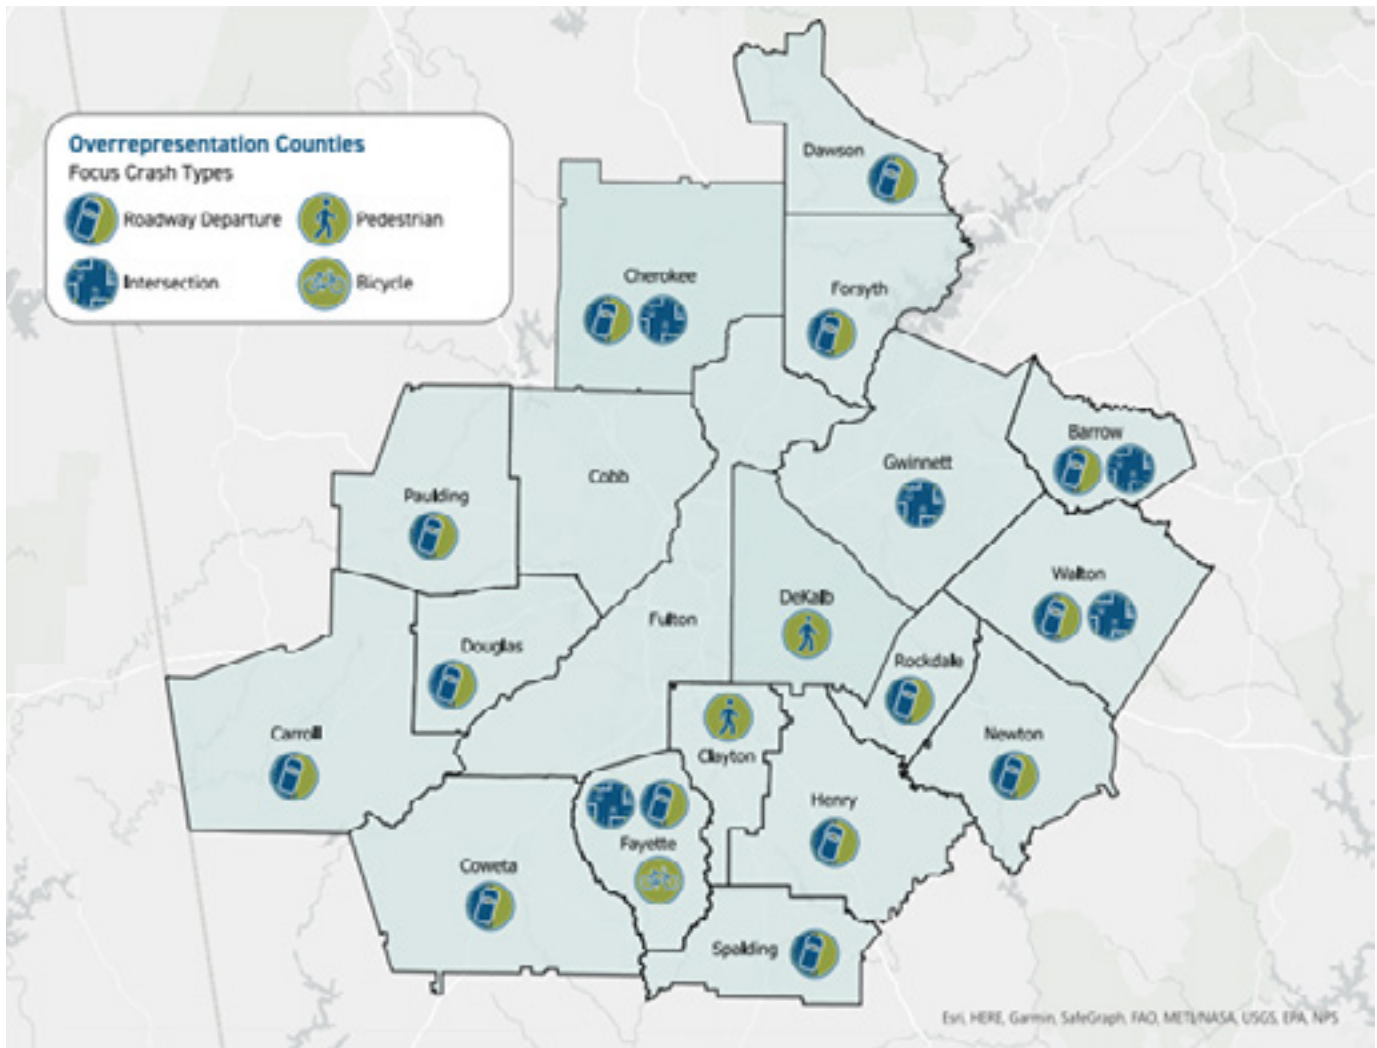 Overrepresentation Counties
Focus Crash Types
Roadway Departure
Pedestrian
Intersection
Bicycle
Dawson
Cherokee
Forsyth
Barrow
Gwinnett
Cobb
Paulding
Walton
DeKalb
Fulton
Douglas
Rockdale
Carroll
Newton
Clayton
Henry
Fayette
Coweta
Spalding
Esri, HERE, Garmin, SafeGraph, FAO, METI/NASA, USGS, EPA, NPS